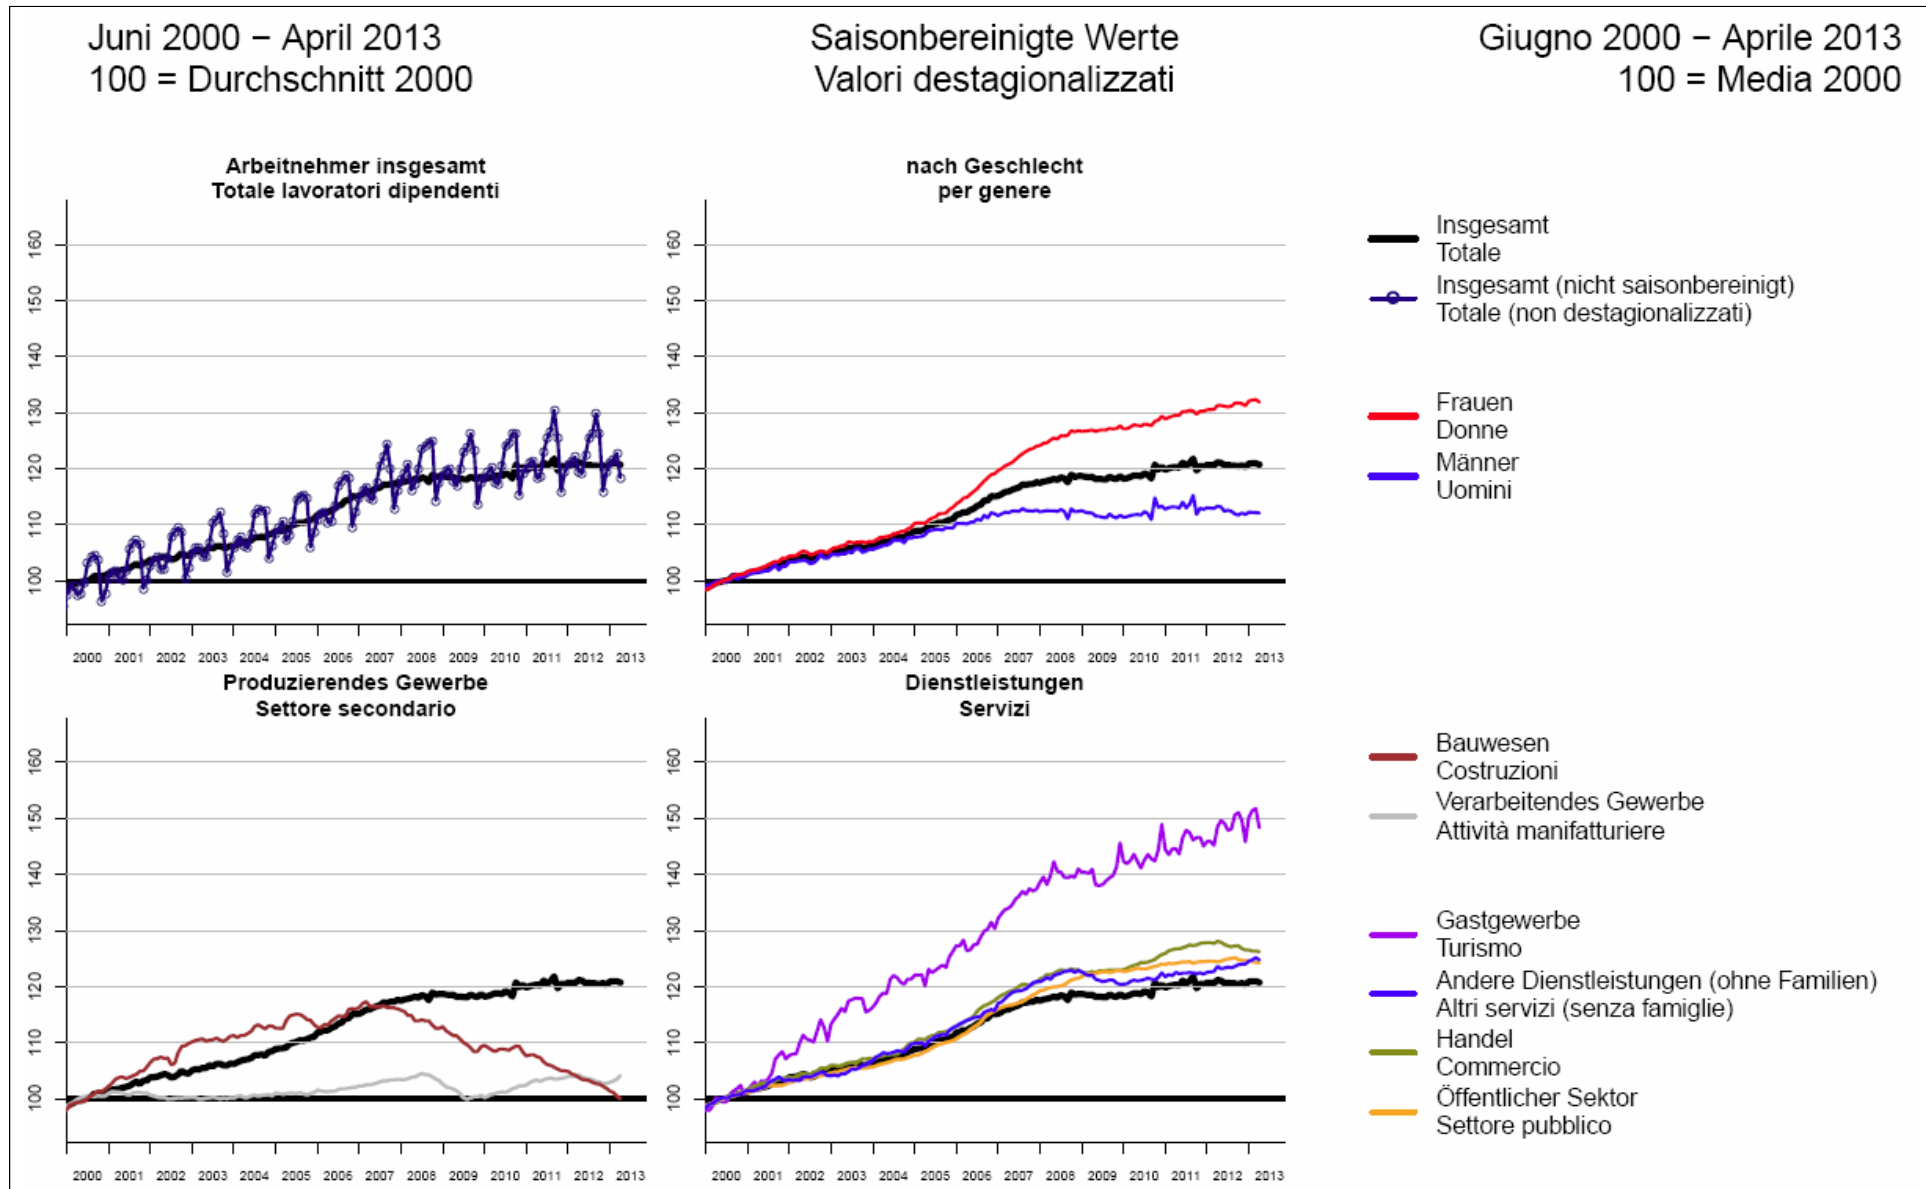 Juni 2000 – April 2013
100 = Durchschnitt 2000
Saisonbereinigte Werte
Valori destagionalizzati
Giugno 2000 – Aprile 2013
100 = Media 2000
Arbeitnehmer insgesamt
Totale lavoratori dipendenti
160
150
140
130
120
110
100
2000 2001 2002 2003 2004 2005 2006 2007 2008 2009 2010 2011 2012 2013
nach Geschlecht
per genere
160
150
140
130
120
110
100
2000 2001 2002 2003 2004 2005 2006 2007 2008 2009 2010 2011 2012 2013
Insgesamt
Totale
Insgesamt (nicht saisonbereinigt)
Totale (non destagionalizzati)
Frauen
Donne
Männer
Uomini
Produzierendes Gewerbe
Settore secondario
160
150
140
130
120
110
100
2000 2001 2002 2003 2004 2005 2006 2007 2008 2009 2010 2011 2012 2013
Dienstleistungen
Servizi
160
150
140
130
120
110
100
2000 2001 2002 2003 2004 2005 2006 2007 2008 2009 2010 2011 2012 2013
Bauwesen
Costruzioni
Verarbeitendes Gewerbe
Attività manifatturiere
Gastgewerbe
Turismo
Andere Dienstleistungen (ohne Familien)
Altri servizi (senza famiglie)
Handel
Commercio
Öffentlicher Sektor
Settore pubblico